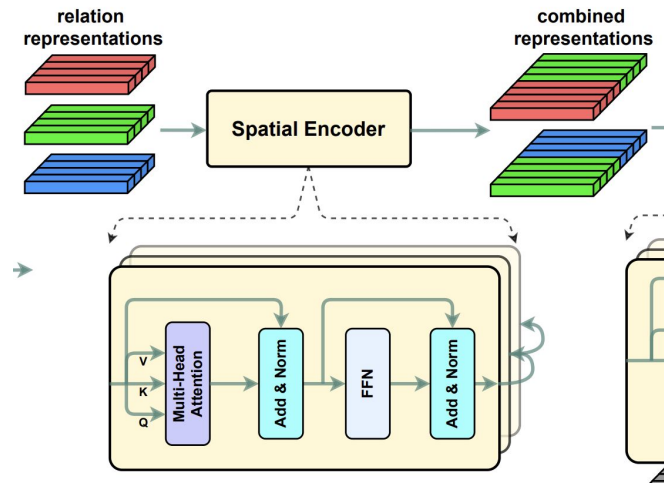 relation
representations
combined
representations
Spatial Encoder
V
K
Q
Multi-Head
Attention
Add & Norm
FFN
Add & Norm